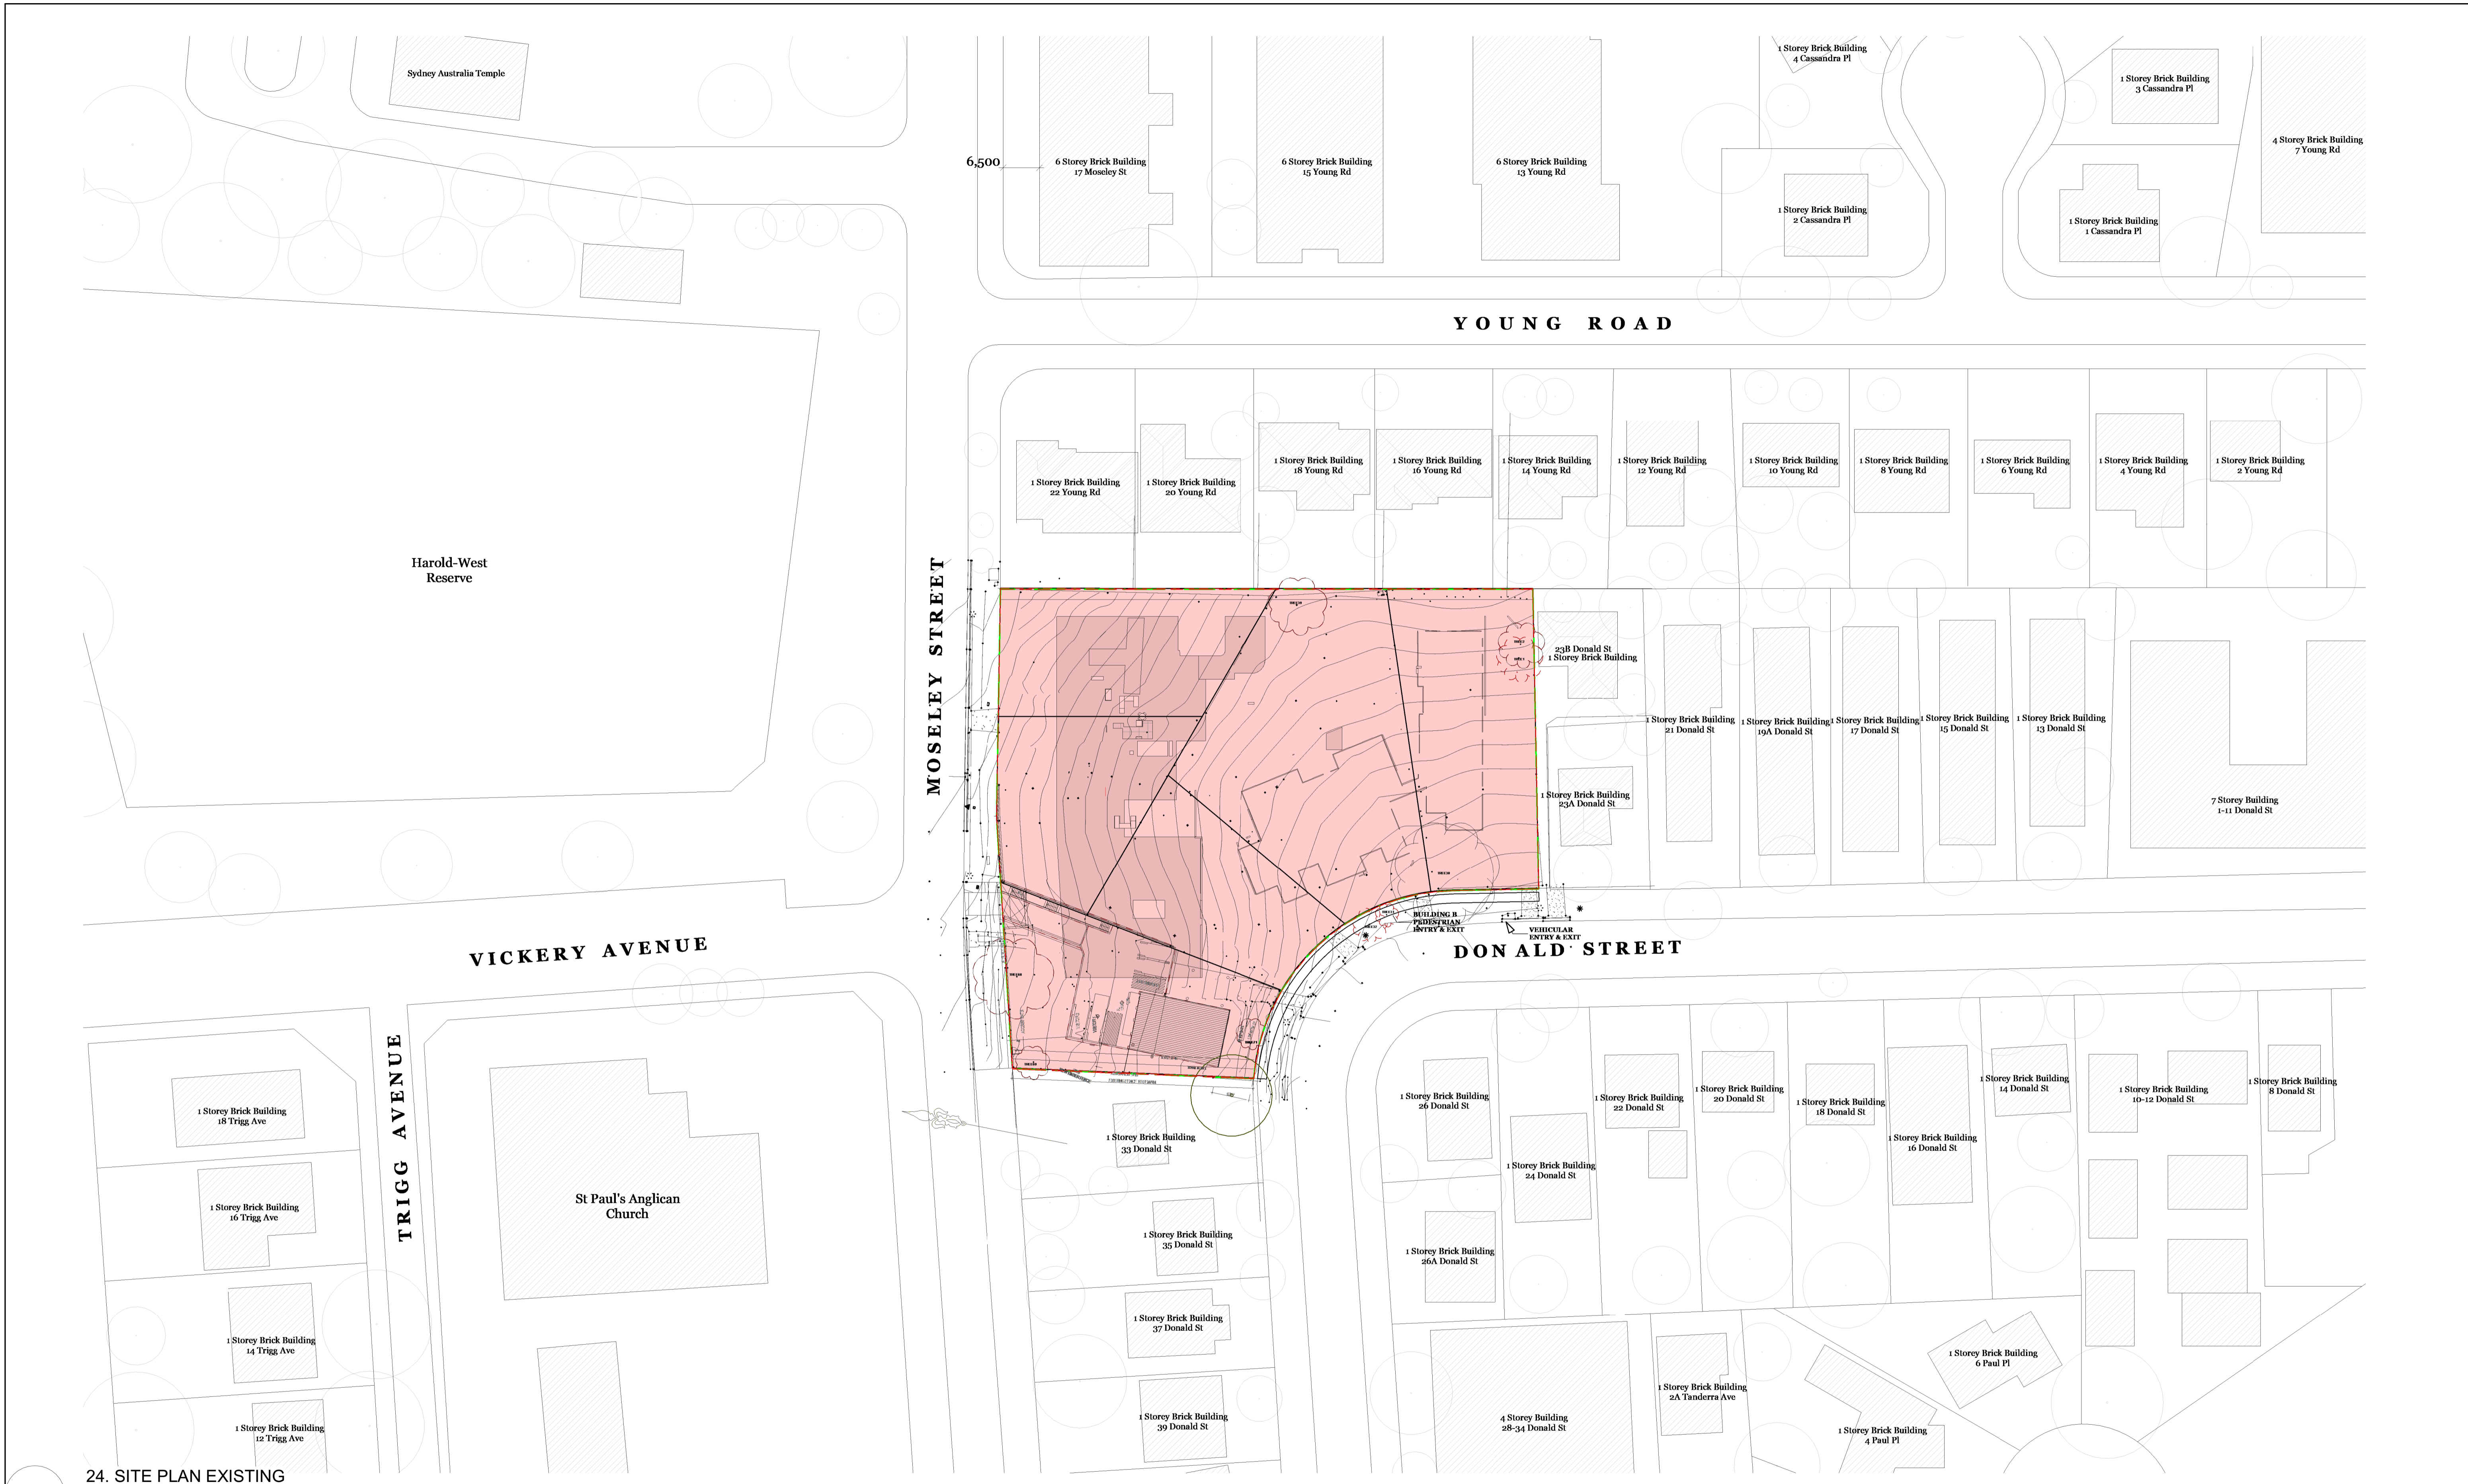 Sydney Australia Temple
6,500
6 Storey Brick Building
17 Moseley St
6 Storey Brick Building
15 Young Rd
6 Storey Brick Building
13 Young Rd
1 Storey Brick Building
4 Cassandra Pl
1 Storey Brick Building
3 Cassandra Pl
4 Storey Brick Building
7 Young Rd
1 Storey Brick Building
2 Cassandra Pl
1 Storey Brick Building
1 Cassandra Pl
YOUNG ROAD
1 Storey Brick Building
22 Young Rd
1 Storey Brick Building
20 Young Rd
1 Storey Brick Building
18 Young Rd
1 Storey Brick Building
16 Young Rd
1 Storey Brick Building
14 Young Rd
1 Storey Brick Building
12 Young Rd
1 Storey Brick Building
10 Young Rd
1 Storey Brick Building
8 Young Rd
1 Storey Brick Building
6 Young Rd
1 Storey Brick Building
4 Young Rd
1 Storey Brick Building
2 Young Rd
Harold-West
Reserve
MOSELEY STREET
23B Donald St
1 Storey Brick Building
1 Storey Brick Building
21 Donald St
1 Storey Brick Building
19A Donald St
1 Storey Brick Building
17 Donald St
1 Storey Brick Building
15 Donald St
1 Storey Brick Building
13 Donald St
7 Storey Building
1-11 Donald St
1 Storey Brick Building
23A Donald St
BUILDING B
PEDESTRIAN
ENTRY & EXIT
VEHICULAR
ENTRY & EXIT
VICKERY AVENUE
DONALD STREET
TRIGG AVENUE
1 Storey Brick Building
18 Trigg Ave
1 Storey Brick Building
16 Trigg Ave
1 Storey Brick Building
14 Trigg Ave
1 Storey Brick Building
12 Trigg Ave
St Paul's Anglican
Church
1 Storey Brick Building
33 Donald St
1 Storey Brick Building
35 Donald St
1 Storey Brick Building
37 Donald St
1 Storey Brick Building
39 Donald St
1 Storey Brick Building
26 Donald St
1 Storey Brick Building
24 Donald St
1 Storey Brick Building
22 Donald St
1 Storey Brick Building
20 Donald St
1 Storey Brick Building
18 Donald St
1 Storey Brick Building
16 Donald St
1 Storey Brick Building
14 Donald St
1 Storey Brick Building
10-12 Donald St
1 Storey Brick Building
8 Donald St
1 Storey Brick Building
26A Donald St
4 Storey Building
28-34 Donald St
1 Storey Brick Building
2A Tanderra Ave
1 Storey Brick Building
6 Paul Pl
1 Storey Brick Building
4 Paul Pl
24. SITE PLAN EXISTING